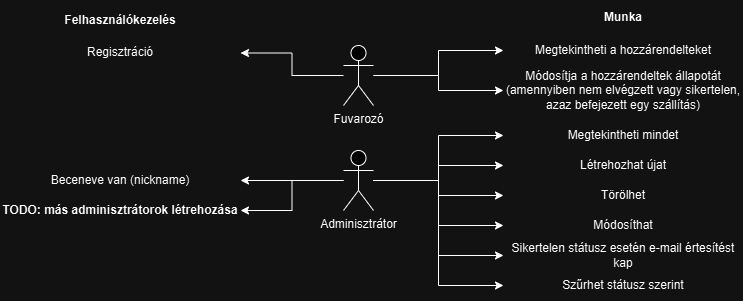 Felhasználókezelés
Munka
Regisztráció
Megtekintheti a hozzárendelteket
Módosítja a hozzárendeltek állapotát
(amennyiben nem elvégzett vagy sikertelen,
azaz befejezett egy szállítás)
Fuvarozó
Megtekintheti mindet
Létrehozhat újat
Beceneve van (nickname)
Törölhet
TODO: más adminisztrátorok létrehozása
Adminisztrátor
Módosíthat
Sikertelen státusz esetén e-mail értesítést
kap
Szűrhet státusz szerint